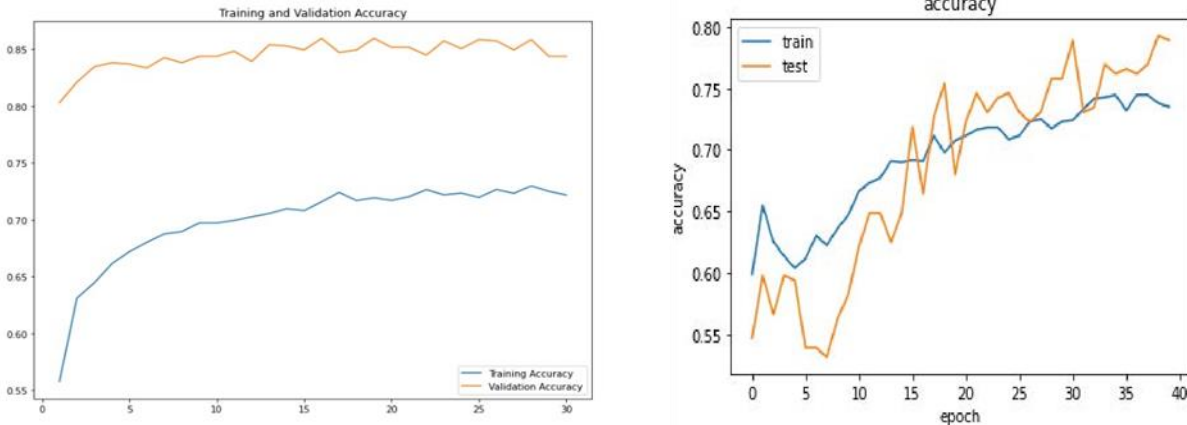 Training and Validation Accuracy
0.85
0.80
0.75
0.70
0.65
0.60
0.55
0 5 10 15 20 25 30
Training Accuracy
Validation Accuracy
accuracy
0.80
0.75
0.70
0.65
0.60
0.55
accuracy
train
test
0 5 10 15 20 25 30 35 40
epoch